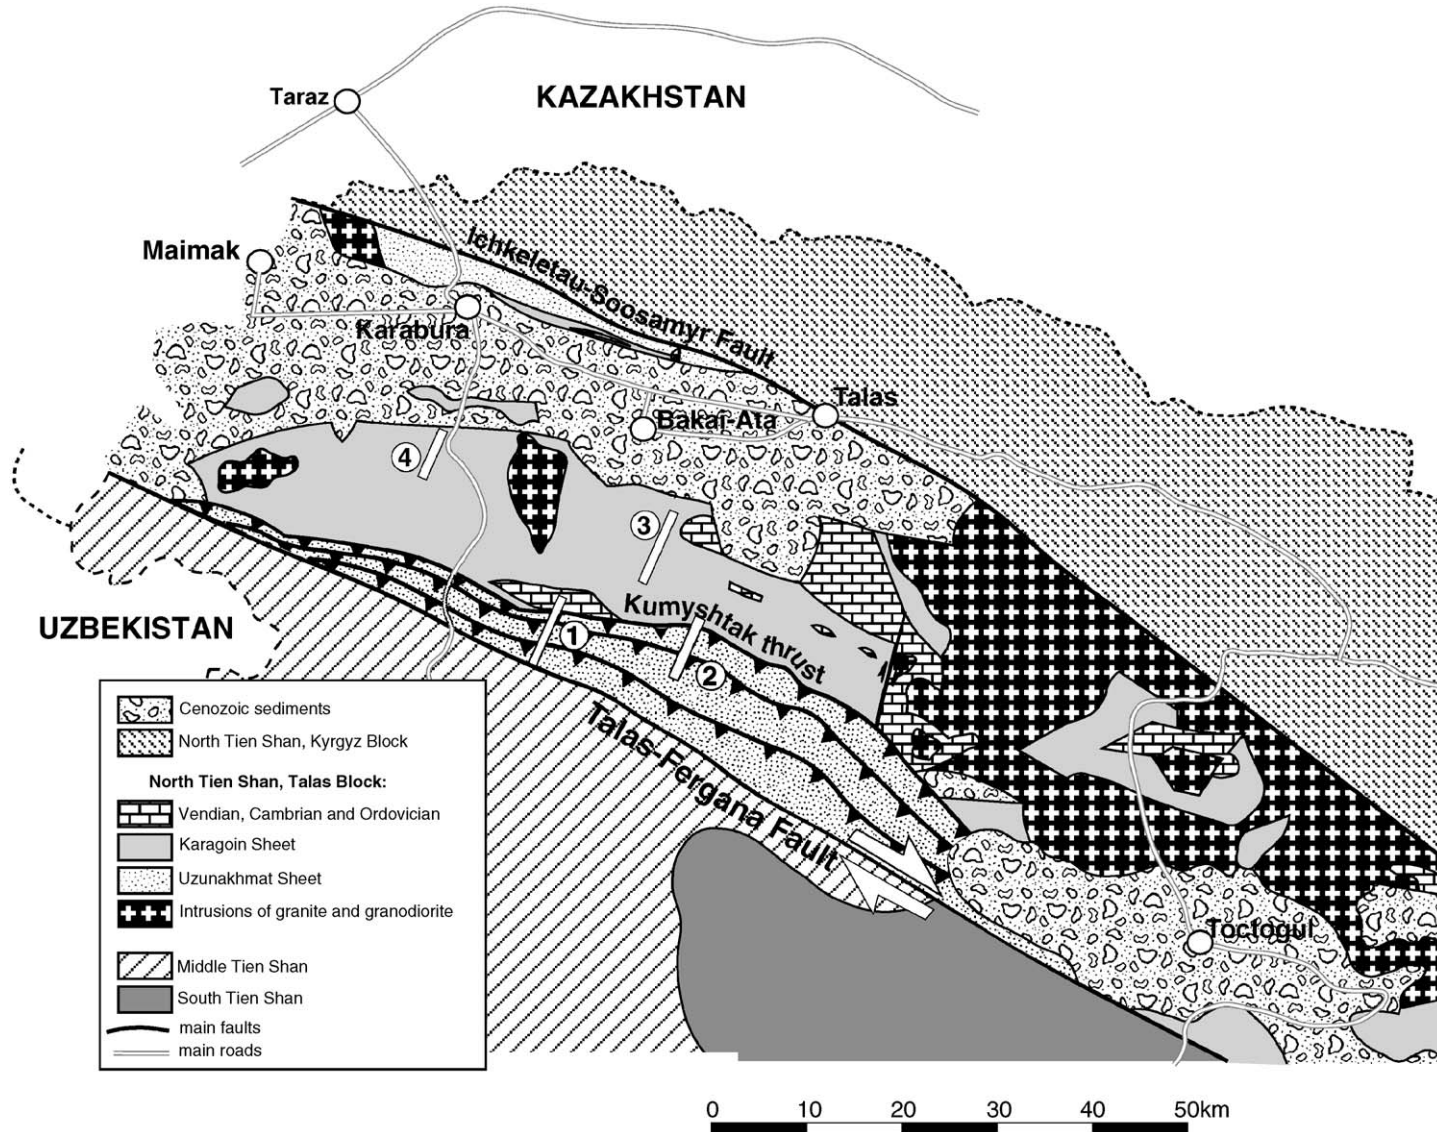 Taraz
KAZAKHSTAN
Maimak
Ichkeletau-Soosamyr Fault
Karabura
Talas
Bakai-Ata
4
3
Kumyshtak thrust
UZBEKISTAN
1
2
Talas-Fergana Fault
Toctogul
Cenozoic sediments
North Tien Shan, Kyrgyz Block
North Tien Shan, Talas Block:
Vendian, Cambrian and Ordovician
Karagoin Sheet
Uzunakhmat Sheet
Intrusions of granite and granodiorite
Middle Tien Shan
South Tien Shan
main faults
main roads
0 10 20 30 40 50km